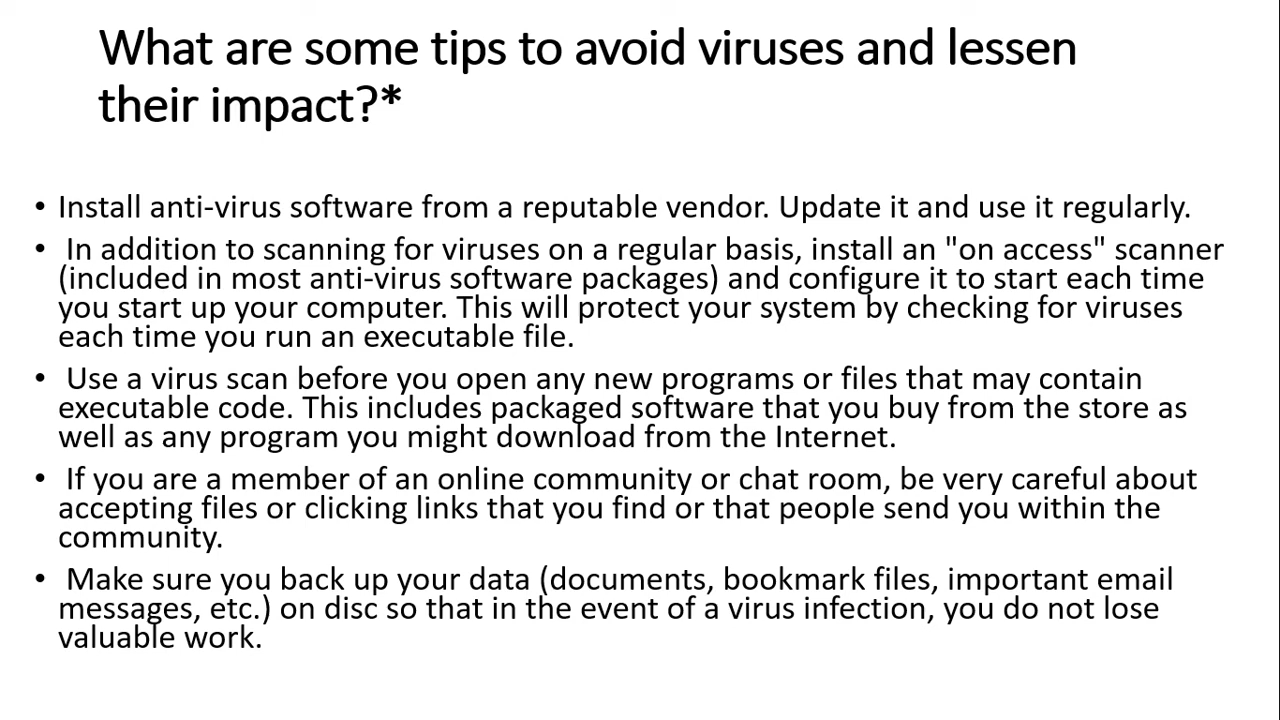 What are some tips to avoid viruses and lessen
their impact?*
• Install anti-virus software from a reputable vendor. Update it and use it regularly.
• In addition to scanning for viruses on a regular basis, install an "on access" scanner
(included in most anti-virus software packages) and configure it to start each time
you start up your computer. This will protect your system by checking for viruses
each time you run an executable file.
• Use a virus scan before you open any new programs or files that may contain
executable code. This includes packaged software that you buy from the store as
well as any program you might download from the Internet.
• If you are a member of an online community or chat room, be very careful about
accepting files or clicking links that you find or that people send you within the
community.
• Make sure you back up your data (documents, bookmark files, important email
messages, etc.) on disc so that in the event of a virus infection, you do not lose
valuable work.